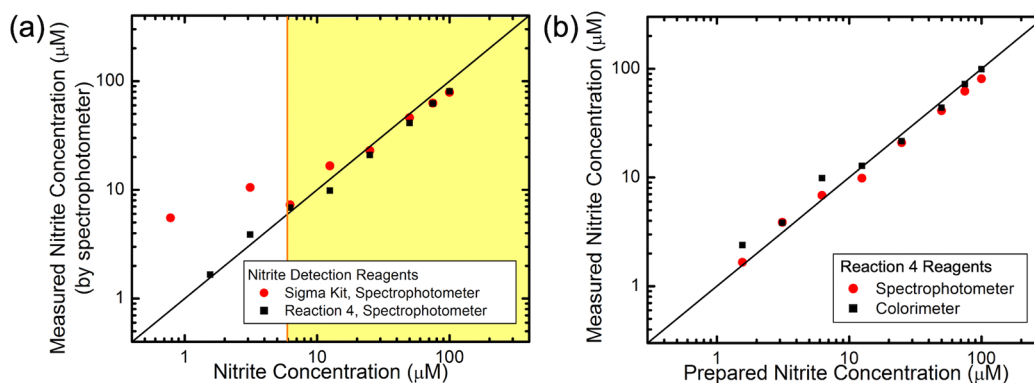 (a)
Measured Nitrite Concentration (μM)
(by spectrophotometer)
100
10
1
Nitrite Detection Reagents
Sigma Kit, Spectrophotometer
Reaction 4, Spectrophotometer
1
10
100
Nitrite Concentration (μM)
(b)
Measured Nitrite Concentration (μM)
100
10
1
Reaction 4 Reagents
Spectrophotometer
Colorimeter
1
10
100
Prepared Nitrite Concentration (μM)